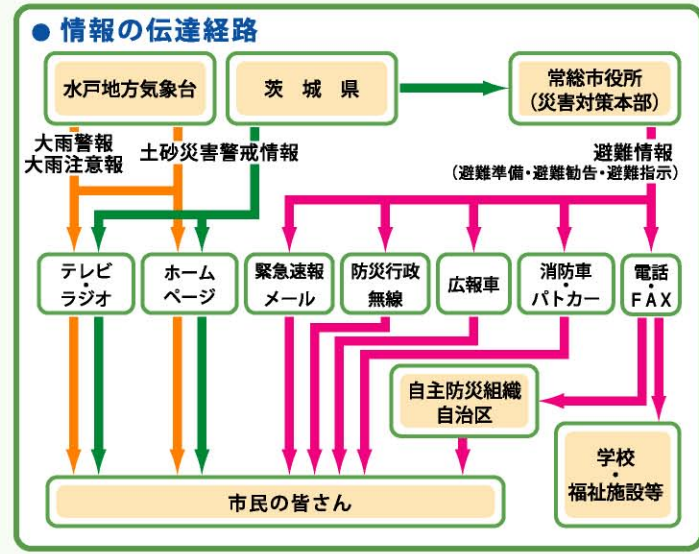 ● 情報の伝達経路
水戸地方気象台
茨城県
常総市役所
（災害対策本部）
大雨警報
大雨注意報
土砂災害警戒情報
避難情報
（避難準備・避難勧告・避難指示）
テレビ
・
ラジオ
ホーム
ページ
緊急速報
メール
防災行政
無線
広報車
消防車
・
パトカー
電話
・
FAX
自主防災組織
自治区
学校
・
福祉施設等
市民の皆さん